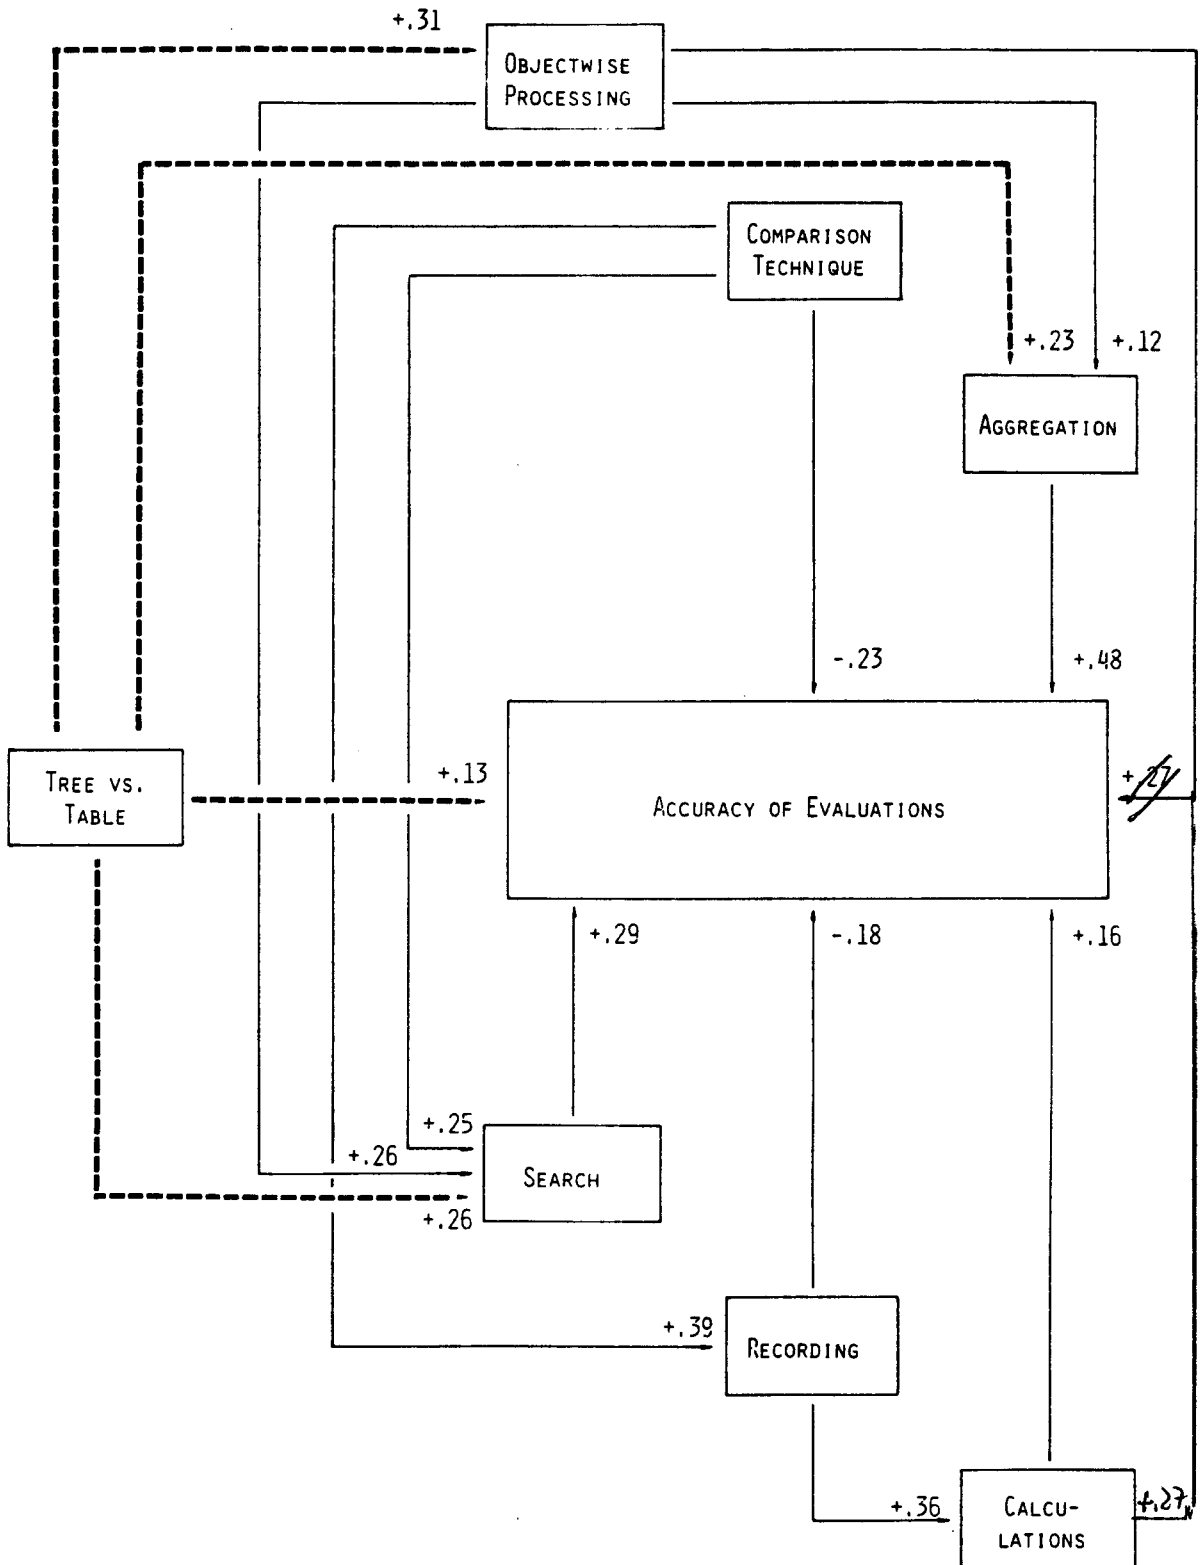 +.31
OBJECTWISE
PROCESSING
COMPARISON
TECHNIQUE
+.23 +.12
AGGREGATION
-.23 +.48
TREE VS.
TABLE
+.13
ACCURACY OF EVALUATIONS
+.27
+.29 -.18 +.16
+.25
+.26
SEARCH
+.26
+.39
RECORDING
+.36
CALCU-
LATIONS
+.27